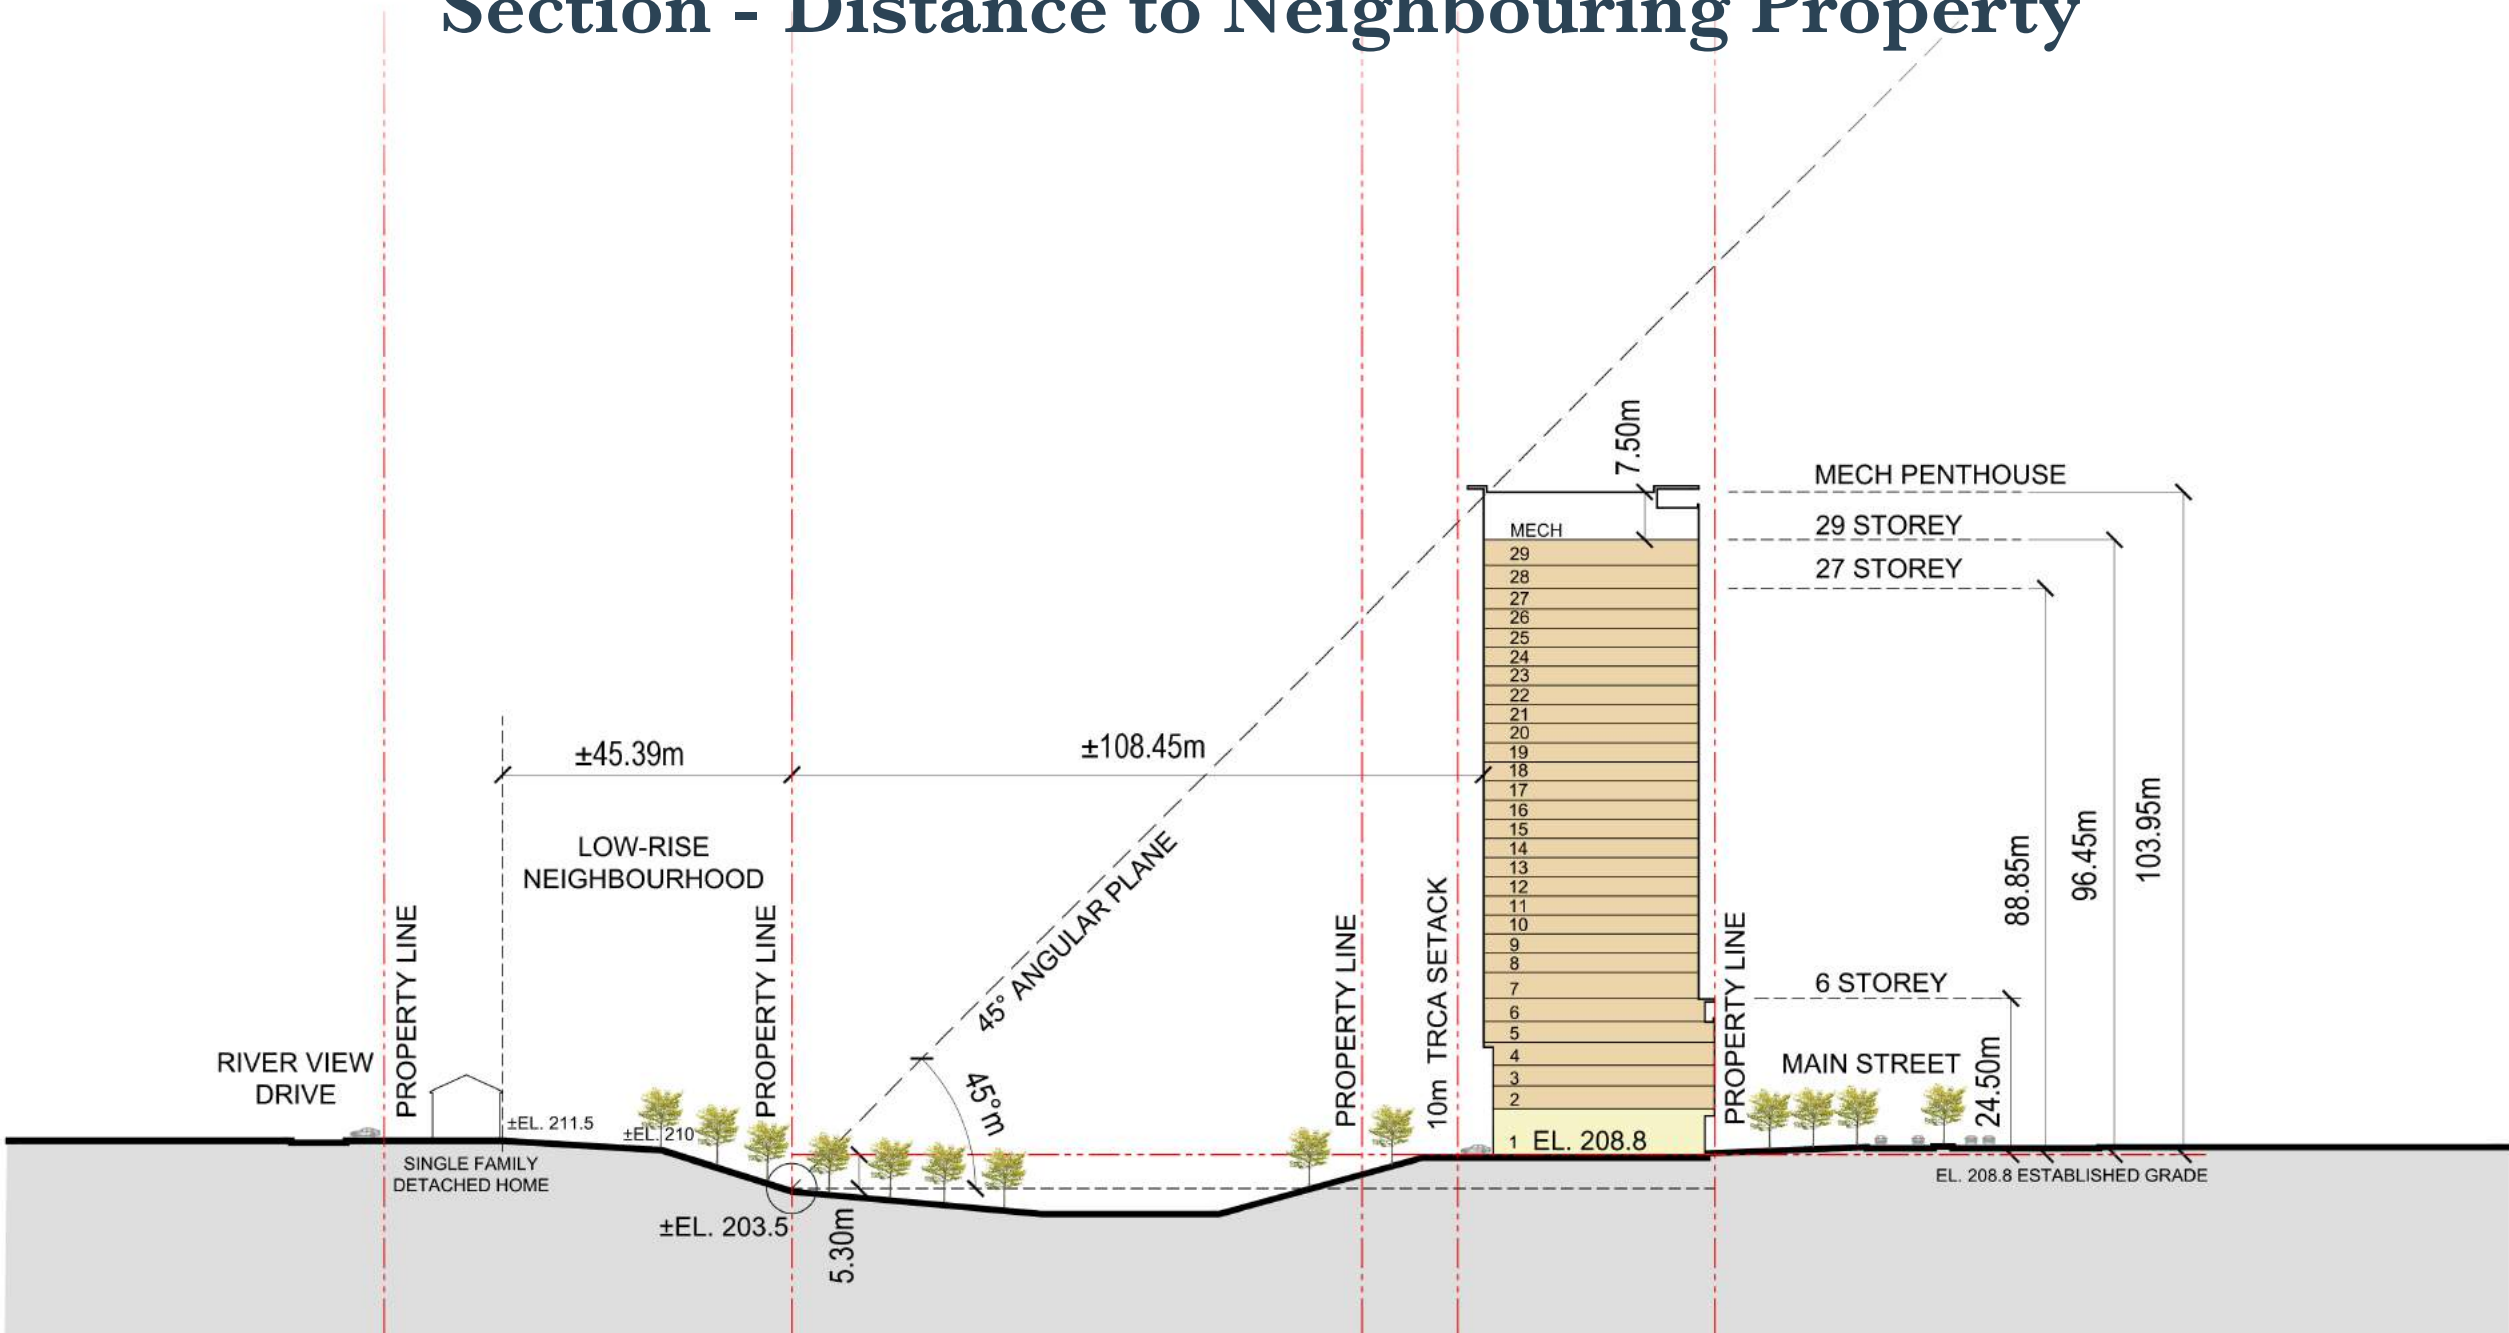 Section - Distance to Neighbouring Property
7.50m
MECH PENTHOUSE
29 STOREY
27 STOREY
MECH
29
28
27
26
25
24
23
22
21
20
19
18
17
16
15
14
13
12
11
10
9
8
7
6
5
4
3
2
1 EL. 208.8
±45.39m
±108.45m
LOW-RISE
NEIGHBOURHOOD
45° ANGULAR PLANE
45°m
103.95m
96.45m
88.85m
6 STOREY
24.50m
MAIN STREET
RIVER VIEW
DRIVE
PROPERTY LINE
PROPERTY LINE
PROPERTY LINE
10m TRCA SETACK
PROPERTY LINE
±EL. 211.5
±EL. 210
SINGLE FAMILY
DETACHED HOME
±EL. 203.5
5.30m
EL. 208.8 ESTABLISHED GRADE